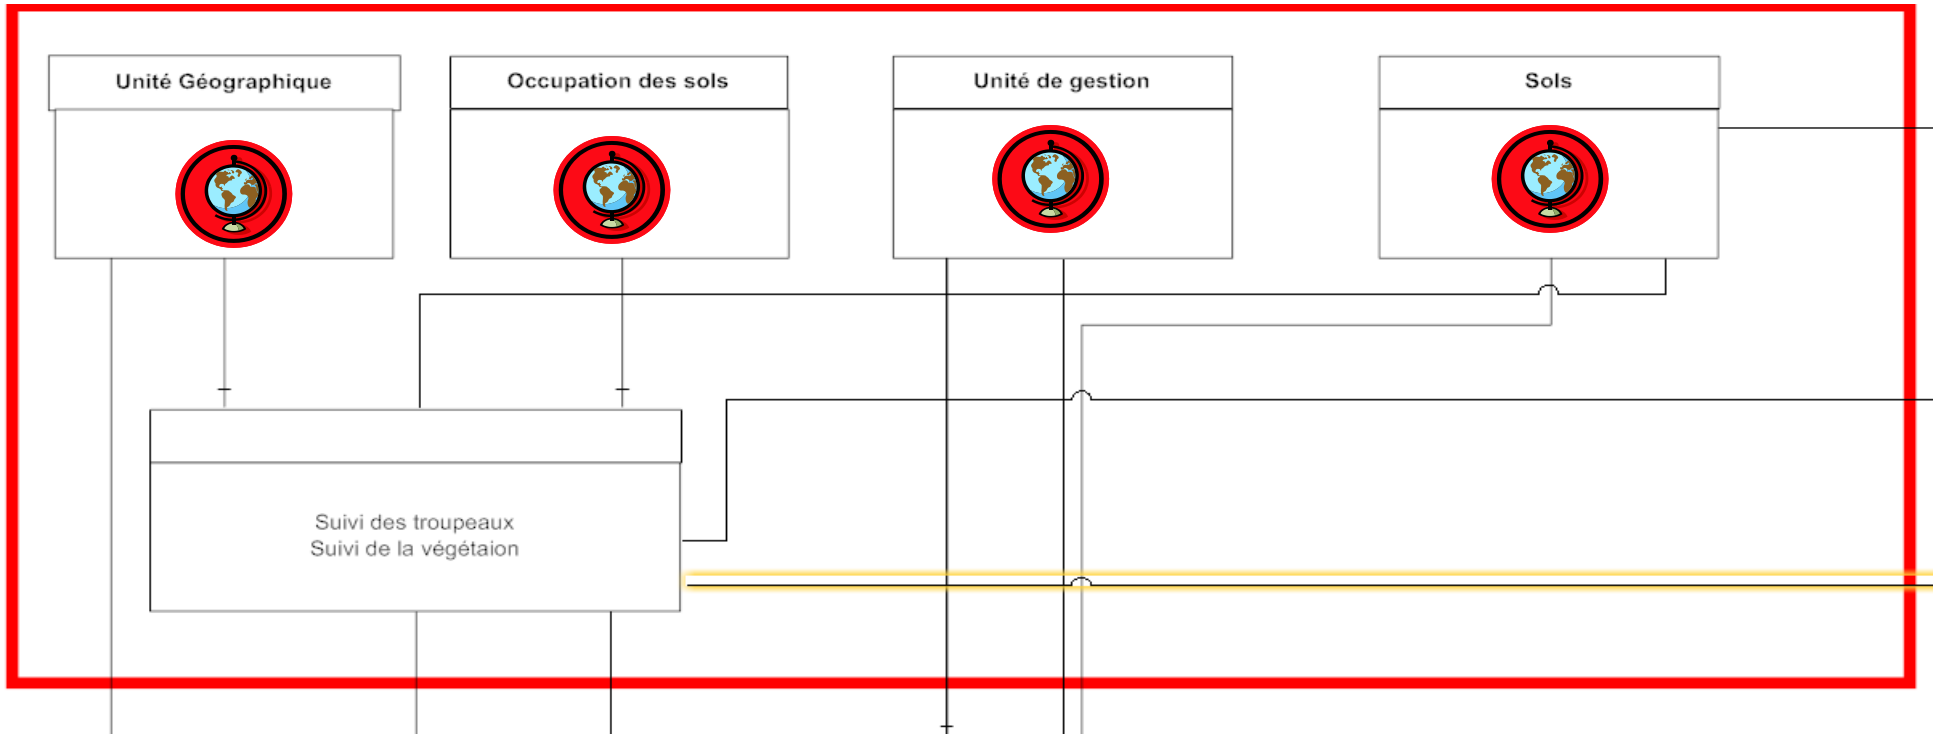 Unité Géographique
Occupation des sols
Unité de gestion
Sols
Suivi des troupeaux
Suivi de la végétaion